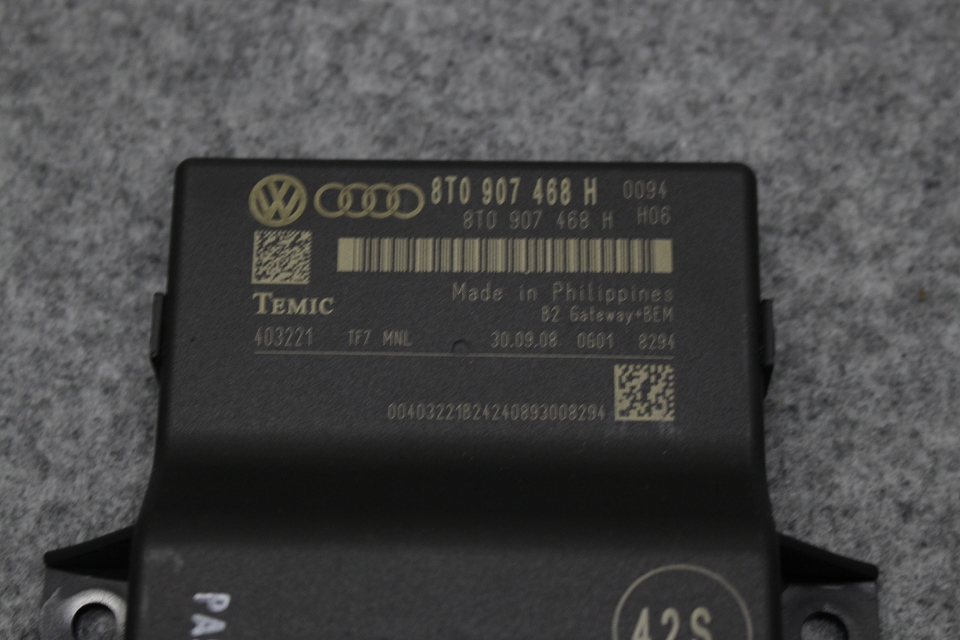 8T0 907 468 H 0094
8T0 907 468 H H06
TEMIC
Made in Philippines
B2 Gateway+BEM
403221 TF7 MNL 30.09.08 0601 8294
00403221B24240893008294
PA
42S